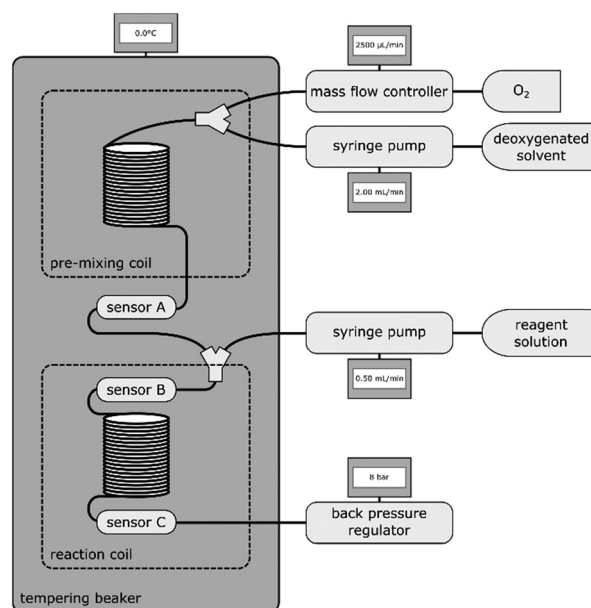 0.0°C
2500 µL/min
mass flow controller
O₂
syringe pump
deoxygenated
solvent
2.00 mL/min
pre-mixing coil
sensor A
syringe pump
reagent
solution
0.50 mL/min
sensor B
8 bar
sensor C
back pressure
regulator
reaction coil
tempering beaker